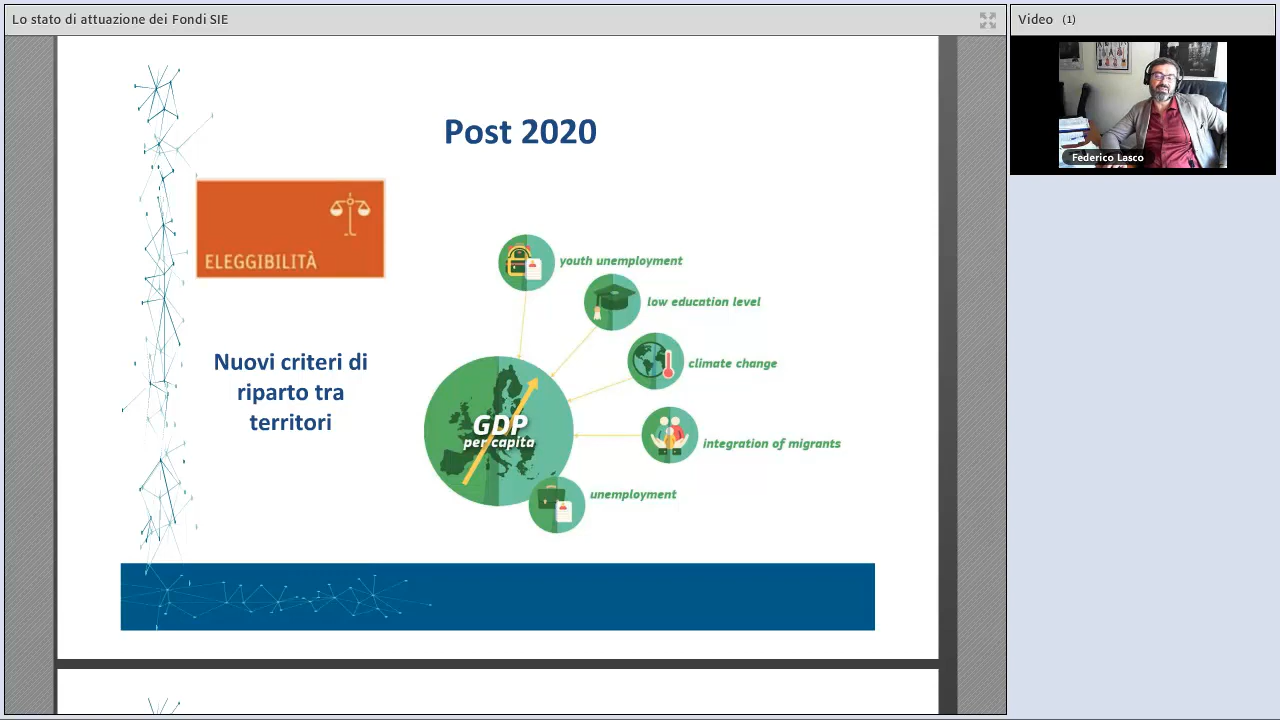 Lo stato di attuazione dei Fondi SIE
Video (1)
Federico Lasco
Post 2020
ELEGGIBILITÀ
Nuovi criteri di
riparto tra
territori
youth unemployment
low education level
climate change
integration of migrants
unemployment
GDP
per capita